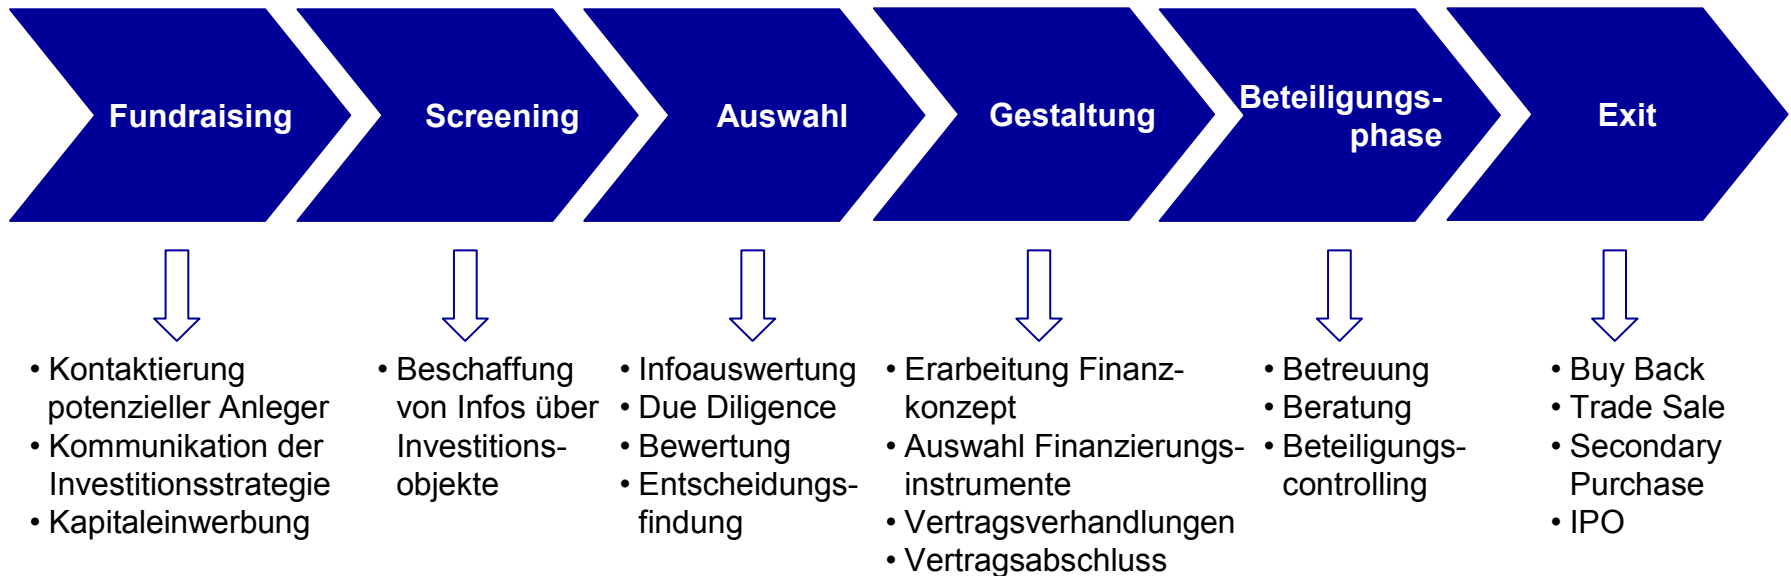 Fundraising
Screening
Auswahl
Gestaltung
Beteiligungs-
phase
Exit
• Kontaktierung
potenzieller Anleger
• Kommunikation der
Investitionsstrategie
• Kapitaleinwerbung
• Beschaffung
von Infos über
Investitions-
objekte
• Infoauswertung
• Due Diligence
• Bewertung
• Entscheidungs-
findung
• Erarbeitung Finanz-
konzept
• Auswahl Finanzierungs-
instrumente
• Vertragsverhandlungen
• Vertragsabschluss
• Betreuung
• Beratung
• Beteiligungs-
controlling
• Buy Back
• Trade Sale
• Secondary
Purchase
• IPO